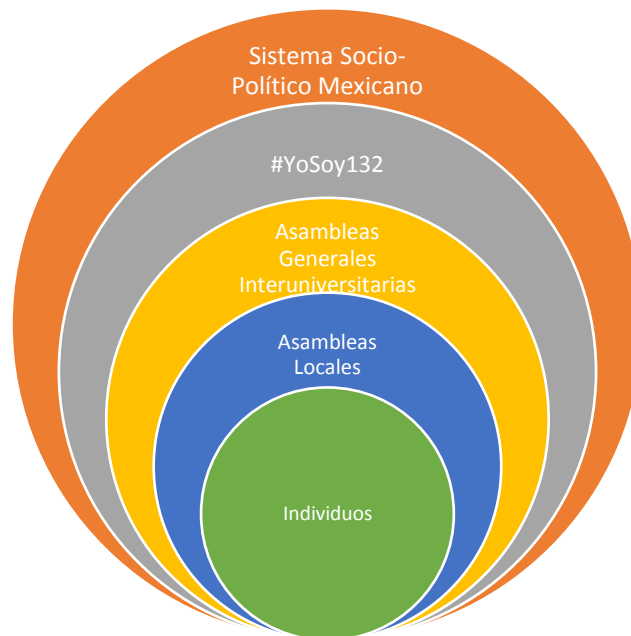 Sistema Socio-
Político Mexicano
#YoSoy132
Asambleas
Generales
Interuniversitarias
Asambleas
Locales
Individuos